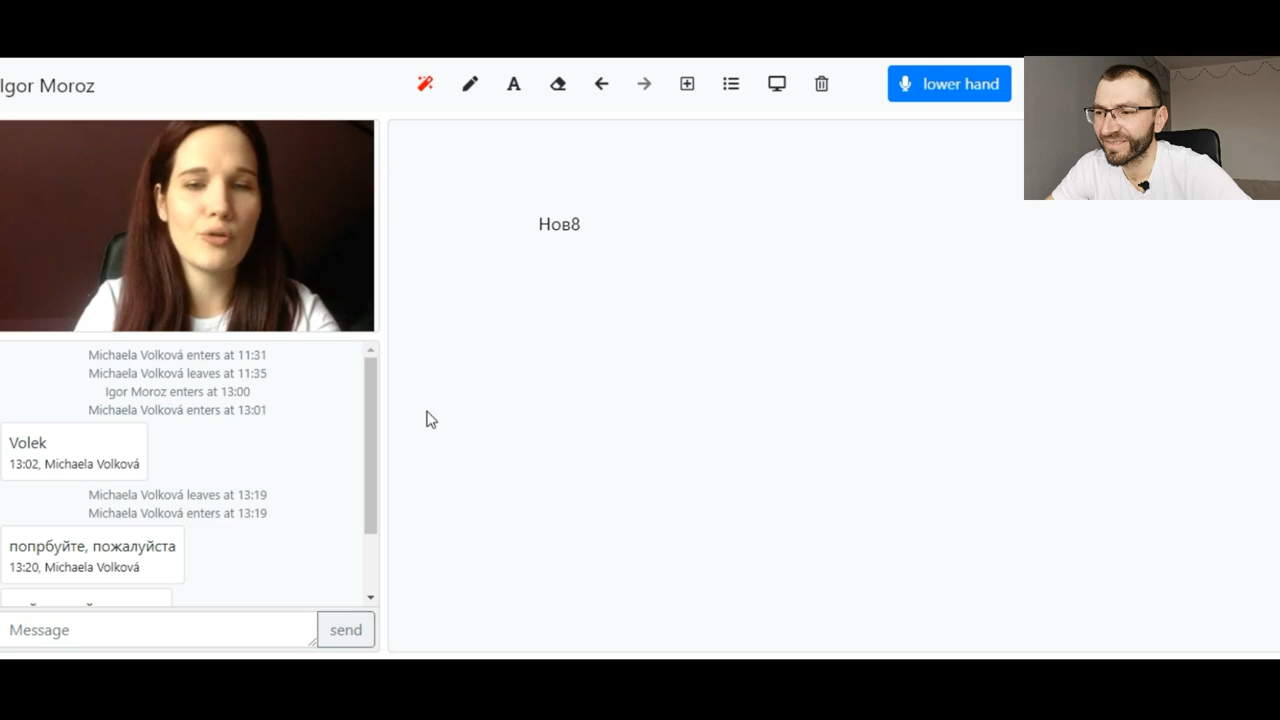 Igor Moroz
lower hand
Нов8
Michaela Volková enters at 11:31
Michaela Volková leaves at 11:35
Igor Moroz enters at 13:00
Michaela Volková enters at 13:01
Volek
13:02, Michaela Volková
Michaela Volková leaves at 13:19
Michaela Volková enters at 13:19
попрбуйте, пожалуйста
13:20, Michaela Volková
Message
send